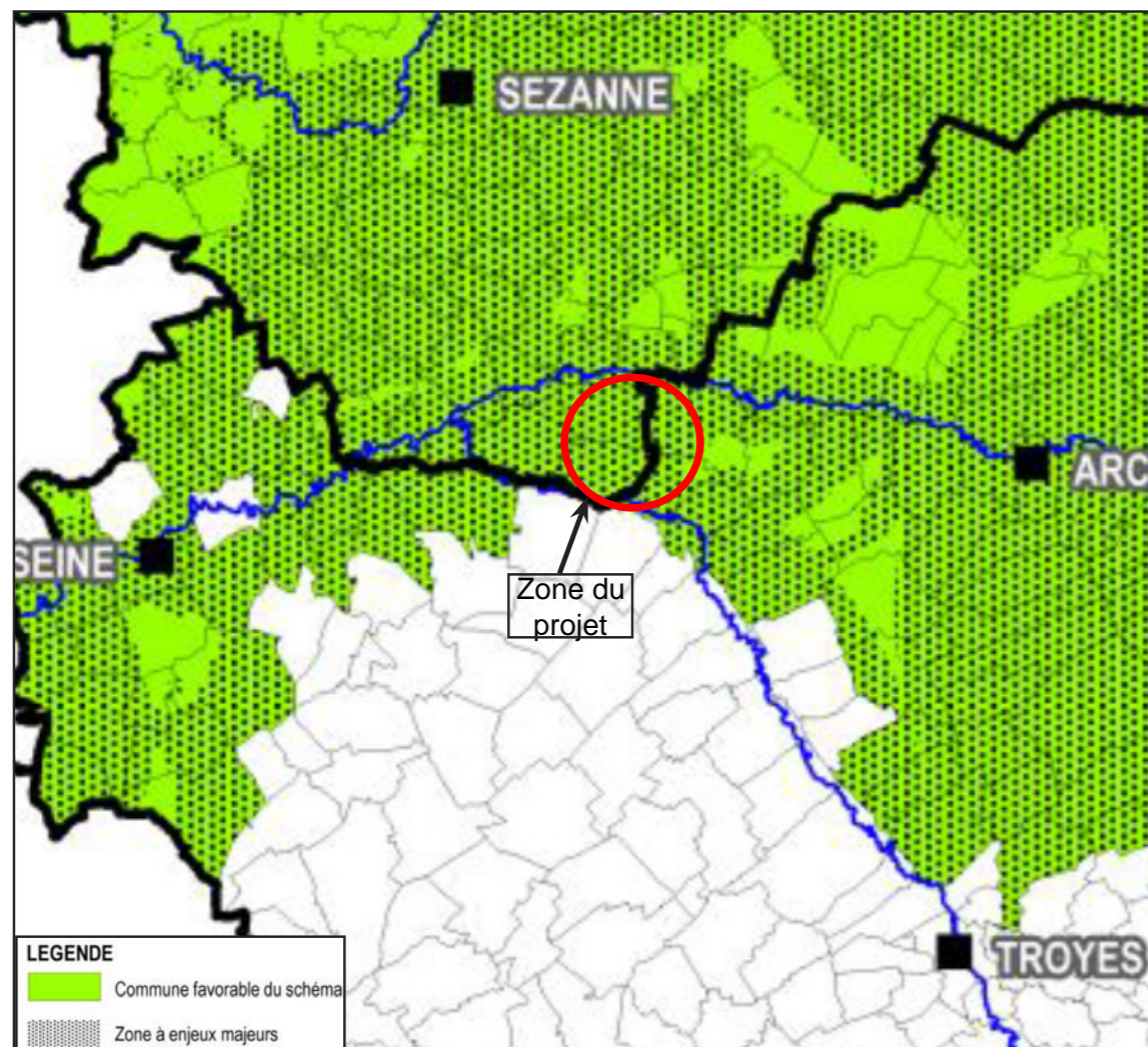 SEZANNE
ARC
SEINE
Zone du
projet
TROYES
LEGENDE
Commune favorable du schéma
Zone à enjeux majeurs